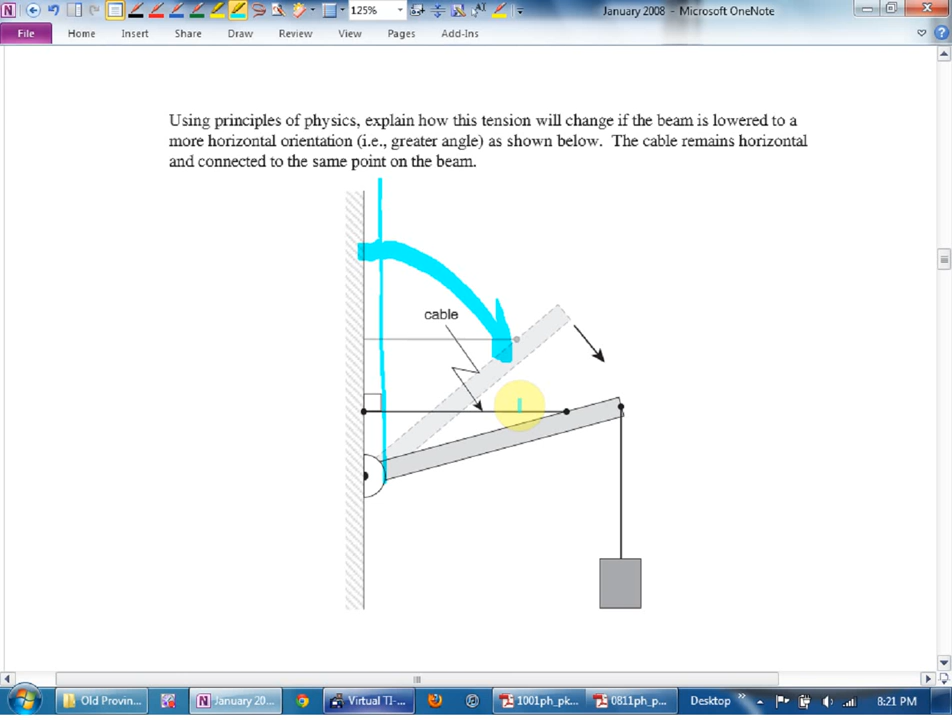 125%
January 2008 - Microsoft OneNote
File Home Insert Share Draw Review View Pages Add-Ins
Using principles of physics, explain how this tension will change if the beam is lowered to a
more horizontal orientation (i.e., greater angle) as shown below. The cable remains horizontal
and connected to the same point on the beam.
cable
Old Provin... January 20... Virtual TI-... 1001ph_pk... 0811ph_p... Desktop 8:21 PM